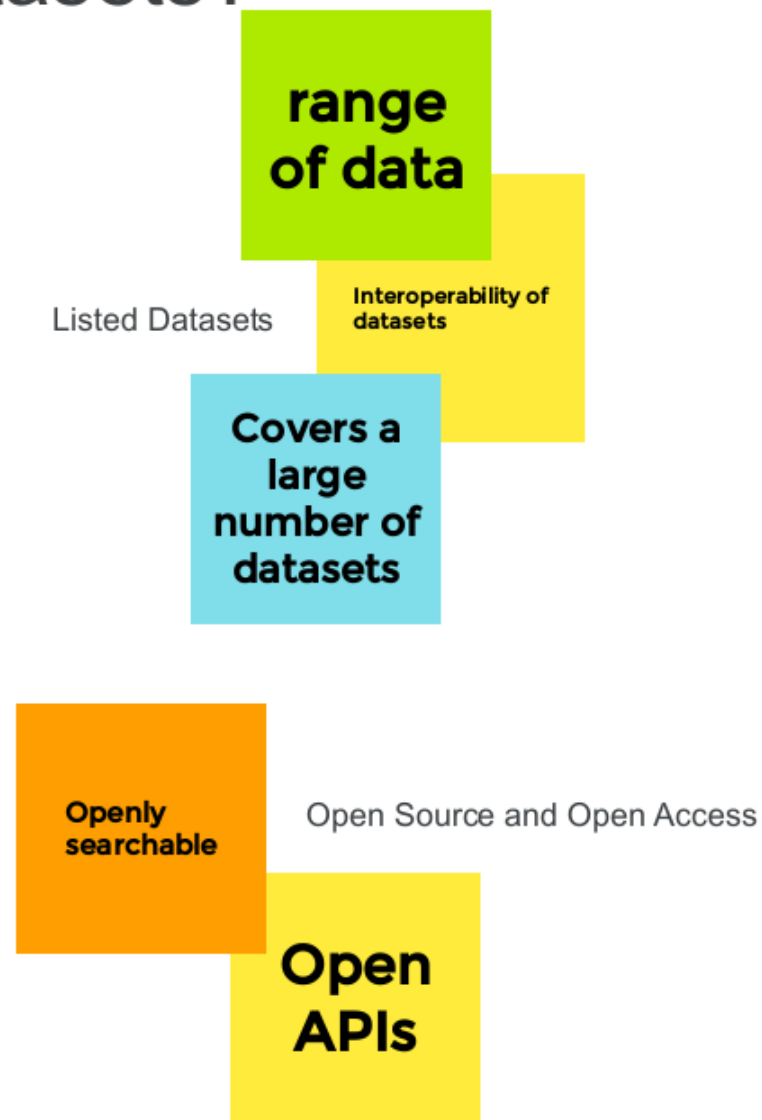 range
of data
Interoperability of
datasets
Listed Datasets
Covers a
large
number of
datasets
Openly
searchable
Open Source and Open Access
Open
APIs